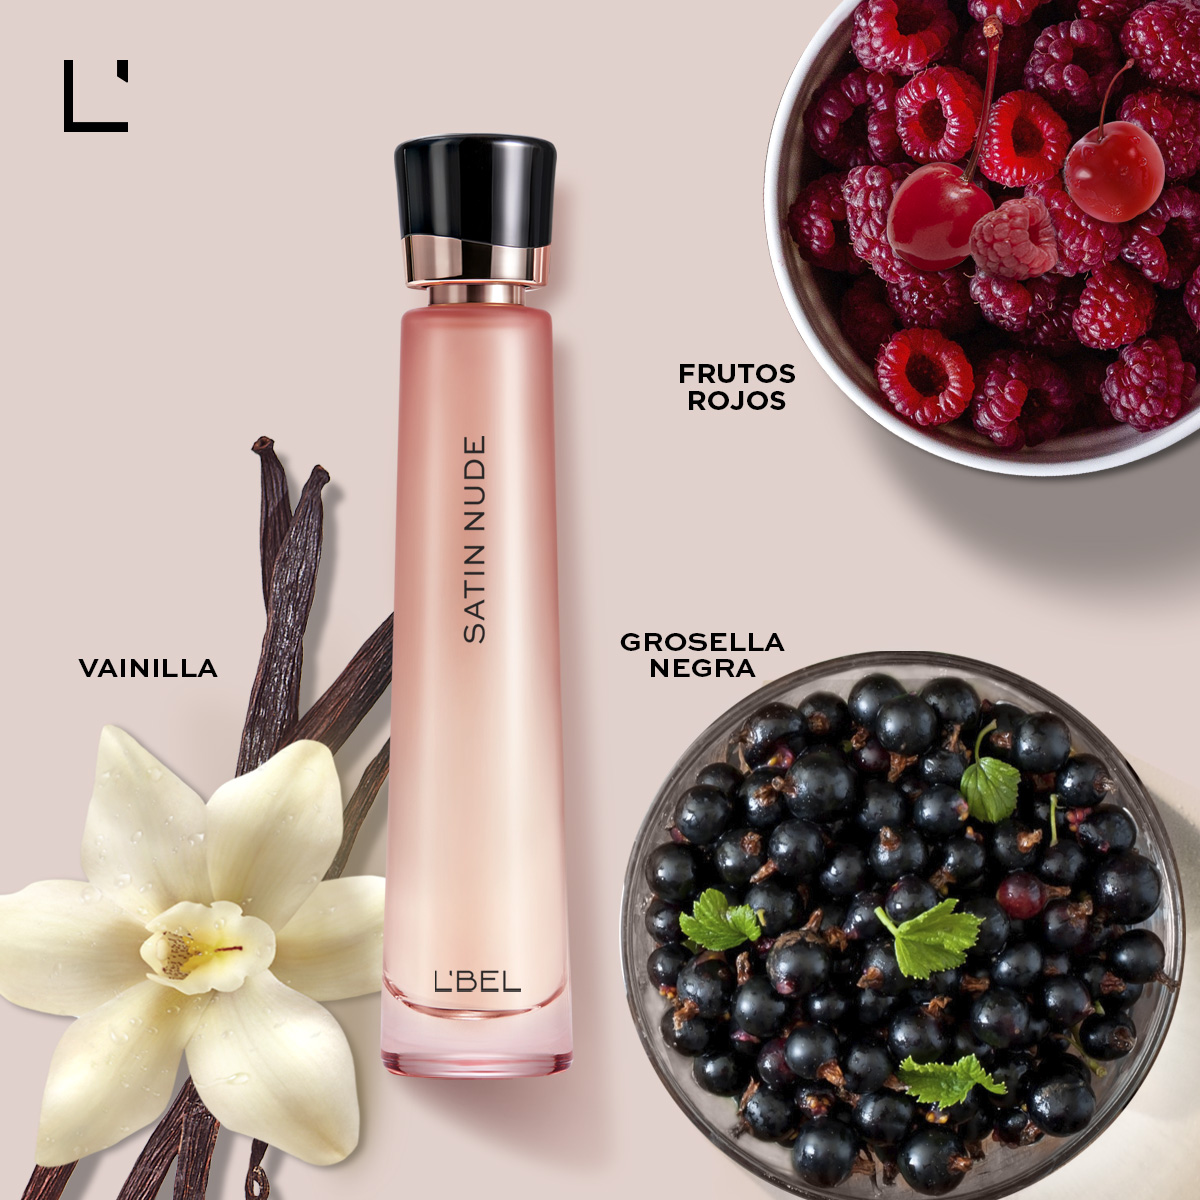 L'
FRUTOS
ROJOS
SATIN NUDE
GROSELLA
NEGRA
VAINILLA
L'BEL